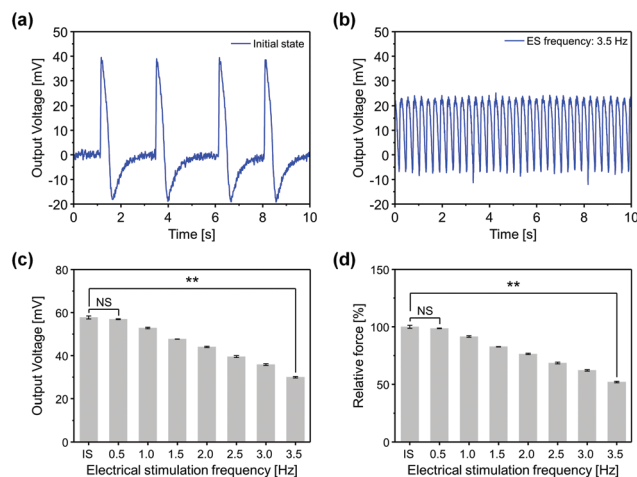 (a)
Initial state
Output Voltage [mV]
50
40
30
20
10
0
-10
-20
0 2 4 6 8 10
Time [s]
(b)
ES frequency: 3.5 Hz
Output Voltage [mV]
50
40
30
20
10
0
-10
-20
0 2 4 6 8 10
Time [s]
(c)
**
NS
Output Voltage [mV]
80
60
40
20
0
IS 0.5 1.0 1.5 2.0 2.5 3.0 3.5
Electrical stimulation frequency [Hz]
(d)
**
NS
Relative force [%]
150
100
50
0
IS 0.5 1.0 1.5 2.0 2.5 3.0 3.5
Electrical stimulation frequency [Hz]